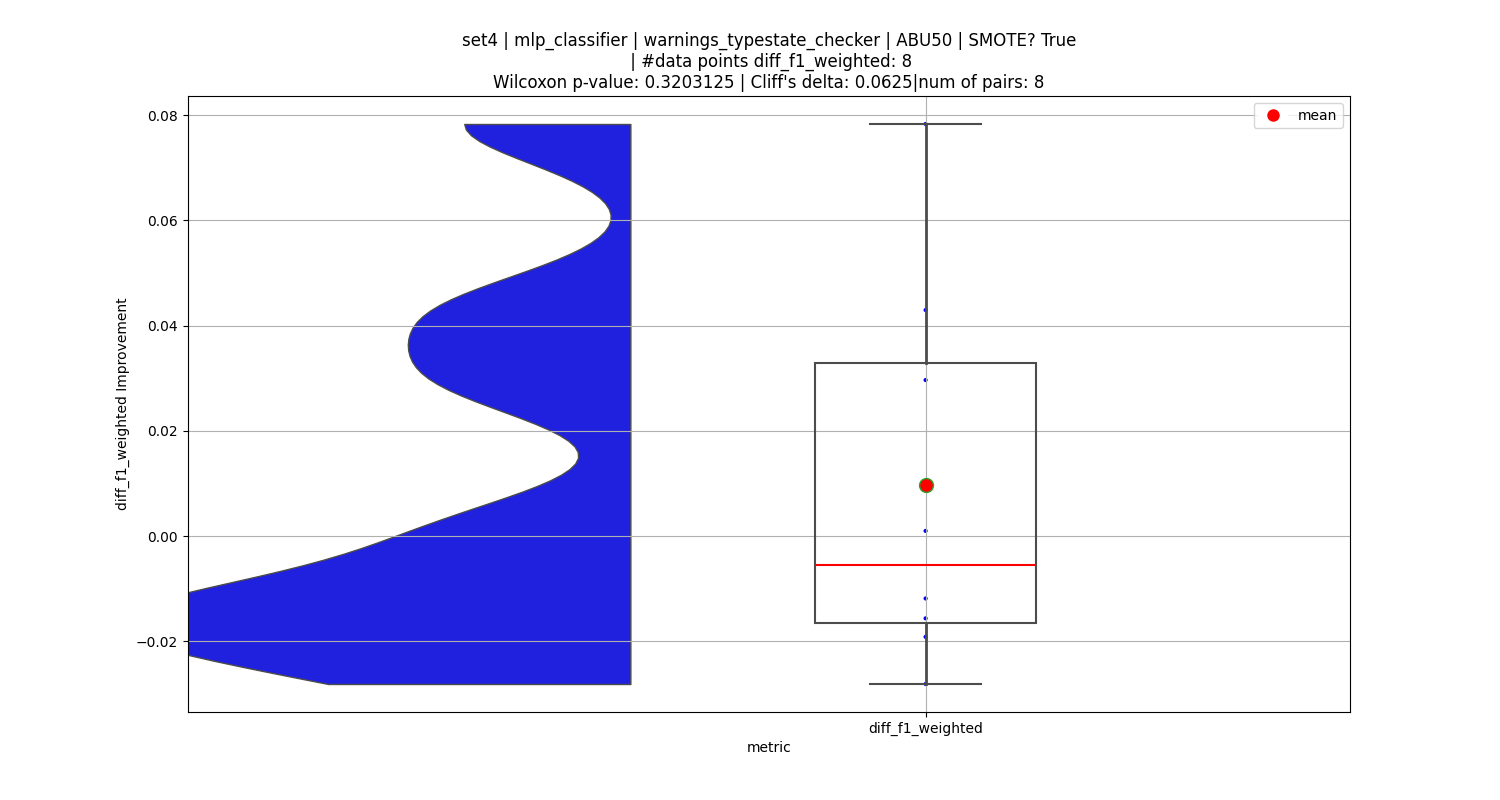 set4 | mlp_classifier | warnings_typestate_checker | ABU50 | SMOTE? True
| #data points diff_f1_weighted: 8
Wilcoxon p-value: 0.3203125 | Cliff's delta: 0.0625|num of pairs: 8
mean
0.08
0.06
0.04
0.02
0.00
−0.02
diff_f1_weighted Improvement
diff_f1_weighted
metric